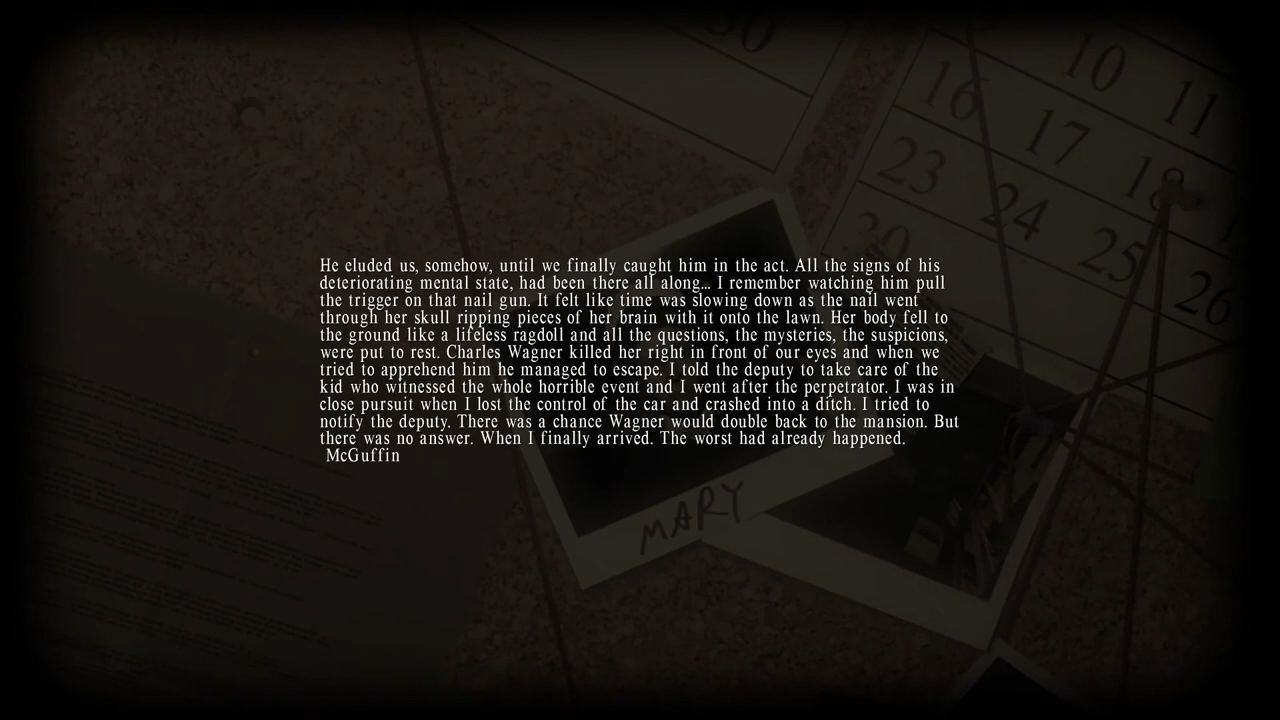 He eluded us, somehow, until we finally caught him in the act. All the signs of his
deteriorating mental state, had been there all along... I remember watching him pull
the trigger on that nail gun. It felt like time was slowing down as the nail went
through her skull ripping pieces of her brain with it onto the lawn. Her body fell to
the ground like a lifeless ragdoll and all the questions, the mysteries, the suspicions,
were put to rest. Charles Wagner killed her right in front of our eyes and when we
tried to apprehend him he managed to escape. I told the deputy to take care of the
kid who witnessed the whole horrible event and I went after the perpetrator. I was in
close pursuit when I lost the control of the car and crashed into a ditch. I tried to
notify the deputy. There was a chance Wagner would double back to the mansion. But
there was no answer. When I finally arrived. The worst had already happened.
McGuffin
30
10 11
16 17 18
23 24 25 26
30
MARY